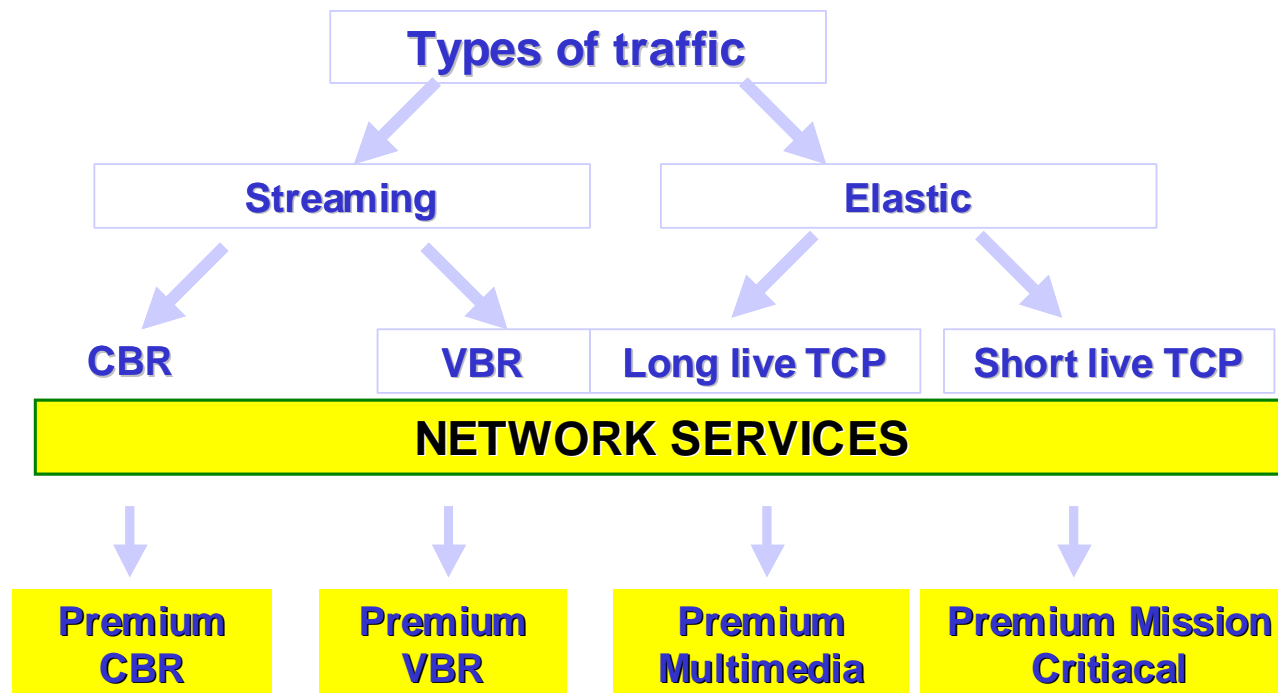 Types of traffic
Streaming
Elastic
CBR
VBR
Long live TCP
Short live TCP
NETWORK SERVICES
Premium
CBR
Premium
VBR
Premium
Multimedia
Premium Mission
Critiacal